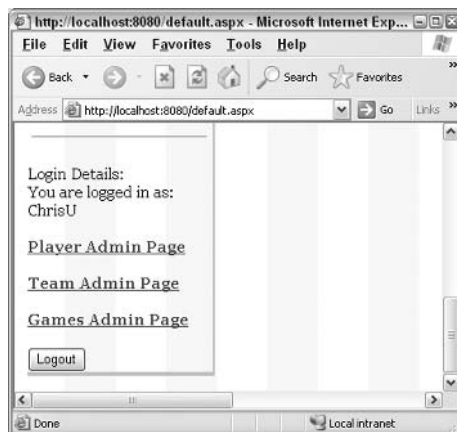 http://localhost:8080/default.aspx - Microsoft Internet Exp...
File Edit View Favorites Tools Help
Back Search Favorites »
Address http://localhost:8080/default.aspx Go Links »
Login Details:
You are logged in as:
ChrisU
Player Admin Page
Team Admin Page
Games Admin Page
Logout
Done Local intranet